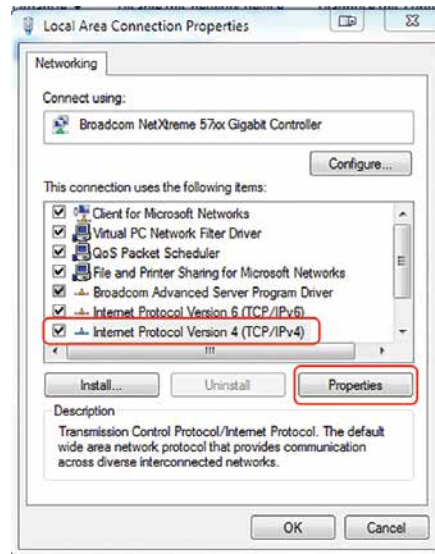 Local Area Connection Properties
Networking
Connect using:
Broadcom NetXtreme 57xx Gigabit Controller
Configure...
This connection uses the following items:
Client for Microsoft Networks
Virtual PC Network Filter Driver
QoS Packet Scheduler
File and Printer Sharing for Microsoft Networks
Broadcom Advanced Server Program Driver
Internet Protocol Version 6 (TCP/IPv6)
Internet Protocol Version 4 (TCP/IPv4)
Install... Uninstall Properties
Description
Transmission Control Protocol/Internet Protocol. The default
wide area network protocol that provides communication
across diverse interconnected networks.
OK Cancel